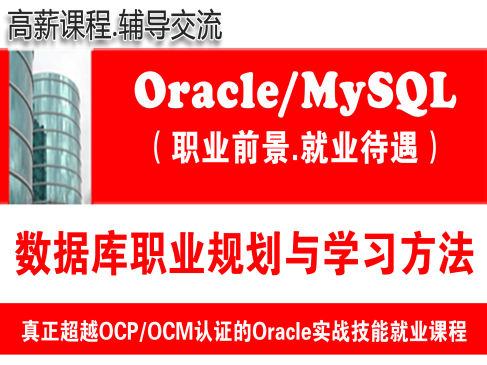 高薪课程.辅导交流
Oracle/MySQL
（职业前景.就业待遇）
数据库职业规划与学习方法
真正超越OCP/OCM认证的Oracle实战技能就业课程